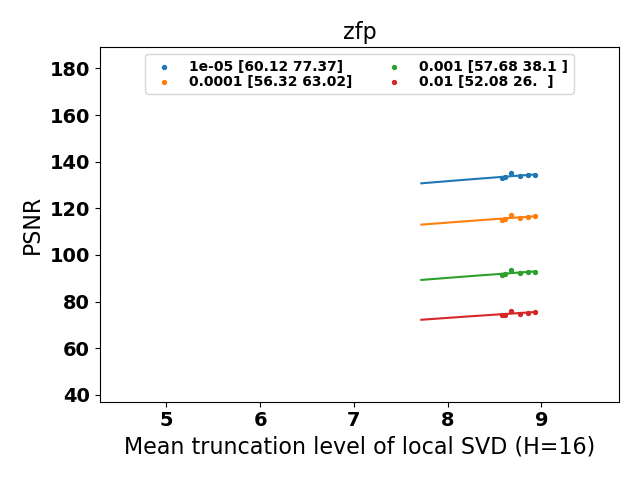 zfp
1e-05 [60.12 77.37]
0.0001 [56.32 63.02]
0.001 [57.68 38.1 ]
0.01 [52.08 26.  ]
PSNR
180
160
140
120
100
80
60
40
5 6 7 8 9
Mean truncation level of local SVD (H=16)